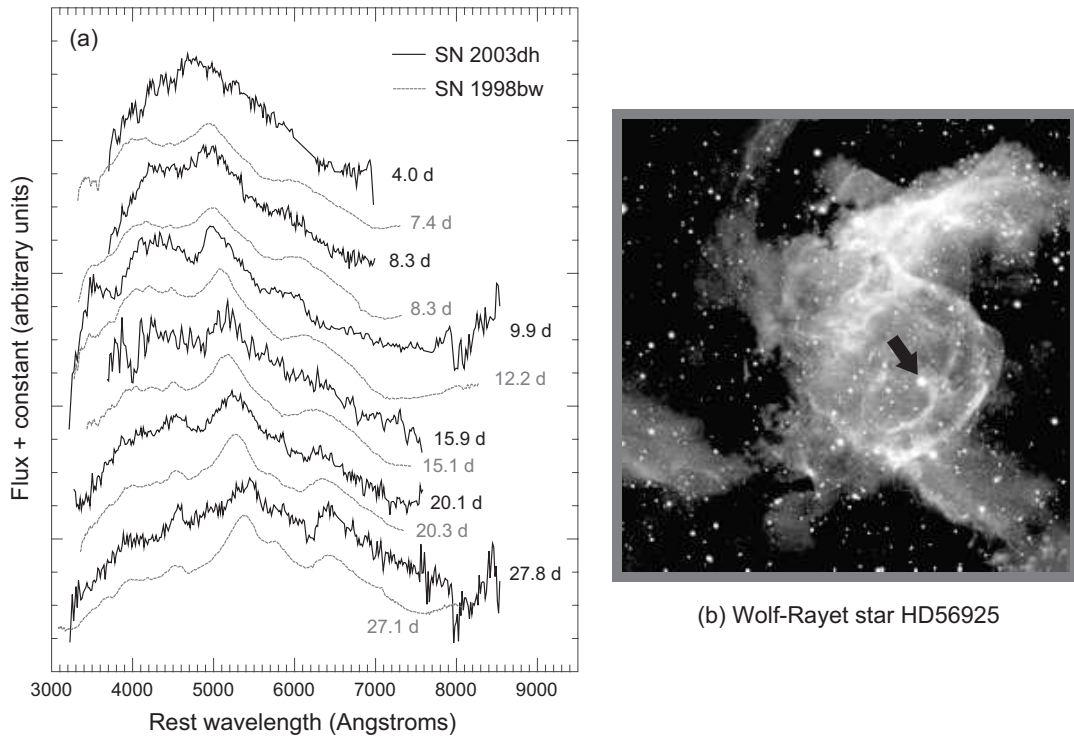 (a)
SN 2003dh
SN 1998bw
4.0 d
7.4 d
8.3 d
8.3 d
9.9 d
12.2 d
15.9 d
15.1 d
20.1 d
20.3 d
27.8 d
27.1 d
Flux + constant (arbitrary units)
3000 4000 5000 6000 7000 8000 9000
Rest wavelength (Angstroms)
(b) Wolf-Rayet star HD56925